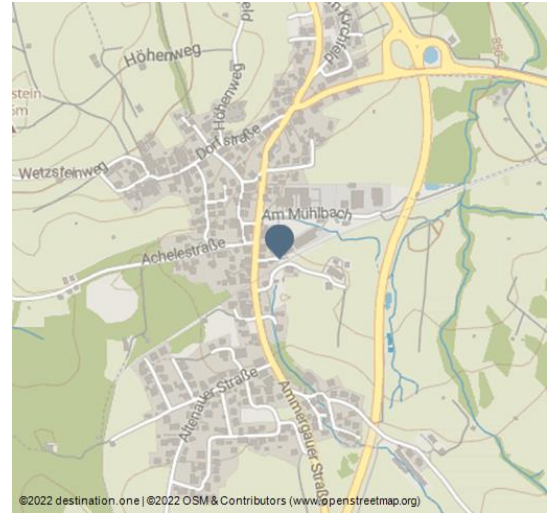 Höhenweg
Höhenweg
Dorfstraße
Wetzsteinweg
Am Mühlbach
Achelestraße
Altenauer Straße
Ammergauer Straße
©2022 destination.one | ©2022 OSM & Contributors (www.openstreetmap.org)